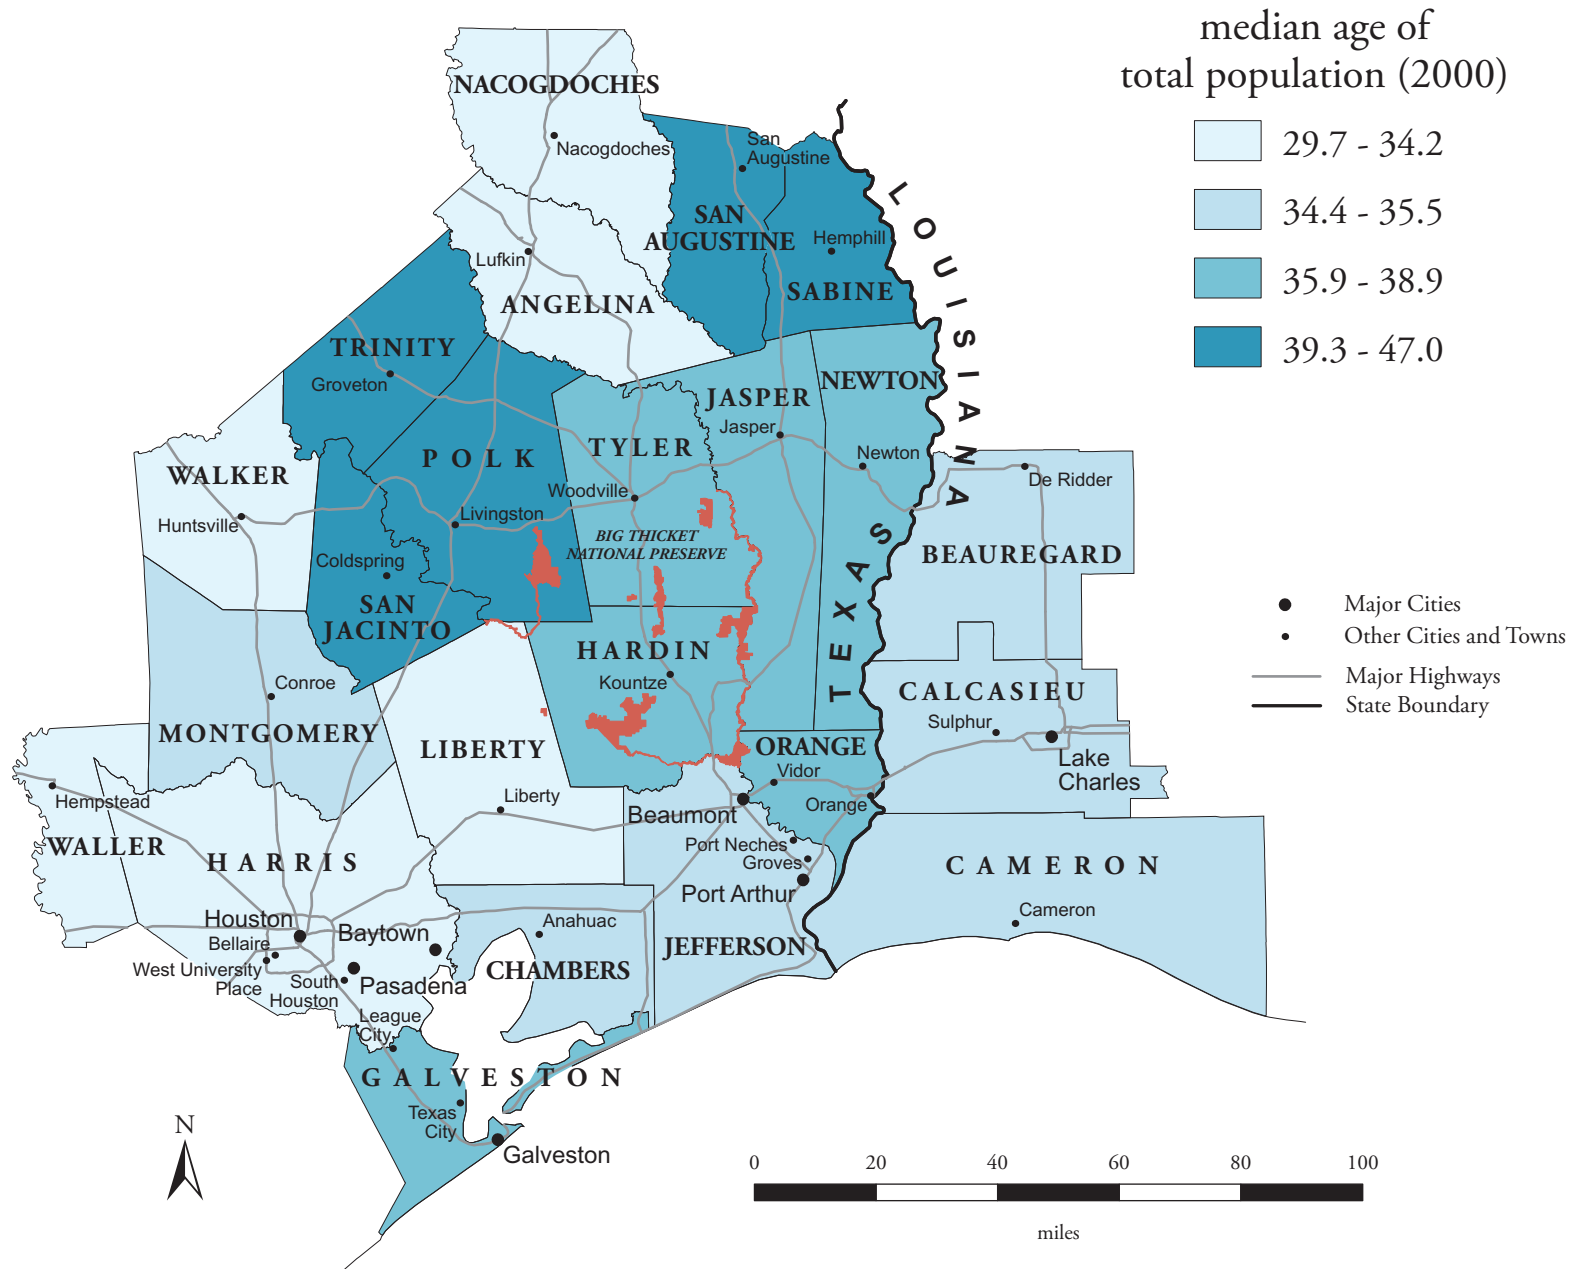 median age of
total population (2000)
29.7 - 34.2
34.4 - 35.5
35.9 - 38.9
39.3 - 47.0
NACOGDOCHES
Nacogdoches
San
Augustine
SAN
AUGUSTINE
Hemphill
SABINE
LOUISIANA
Lufkin
ANGELINA
TRINITY
Groveton
JASPER
Jasper
NEWTON
Newton
TYLER
Woodville
POLK
Livingston
WALKER
Huntsville
Coldspring
SAN
JACINTO
BIG THICKET
NATIONAL PRESERVE
TEXAS
De Ridder
BEAUREGARD
Major Cities
Other Cities and Towns
Major Highways
State Boundary
HARDIN
Kountze
Conroe
MONTGOMERY
LIBERTY
Liberty
ORANGE
Vidor
Orange
CALCASIEU
Sulphur
Lake
Charles
Hempstead
WALLER
HARRIS
Beaumont
Port Neches
Groves
Port Arthur
CAMERON
Cameron
Houston
Bellaire
West University
Place
South
Houston
Baytown
Pasadena
Anahuac
CHAMBERS
JEFFERSON
League
City
GALVESTON
Texas
City
Galveston
N
0 20 40 60 80 100
miles